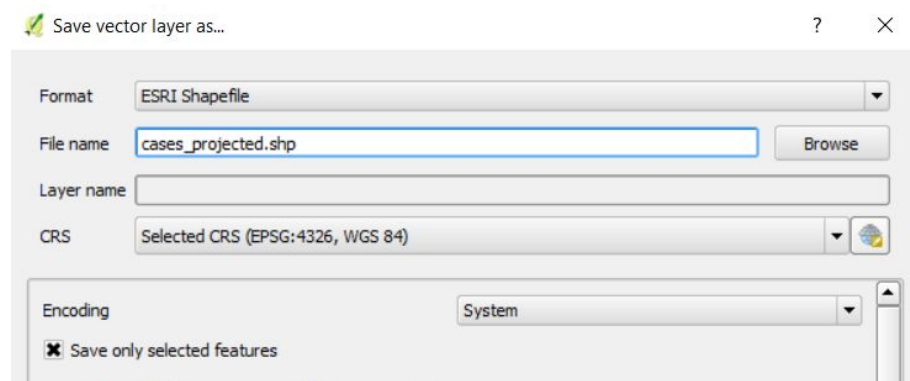 Save vector layer as... ?
Format ESRI Shapefile
File name cases_projected.shp Browse
Layer name
CRS Selected CRS (EPSG:4326, WGS 84)
Encoding System
Save only selected features